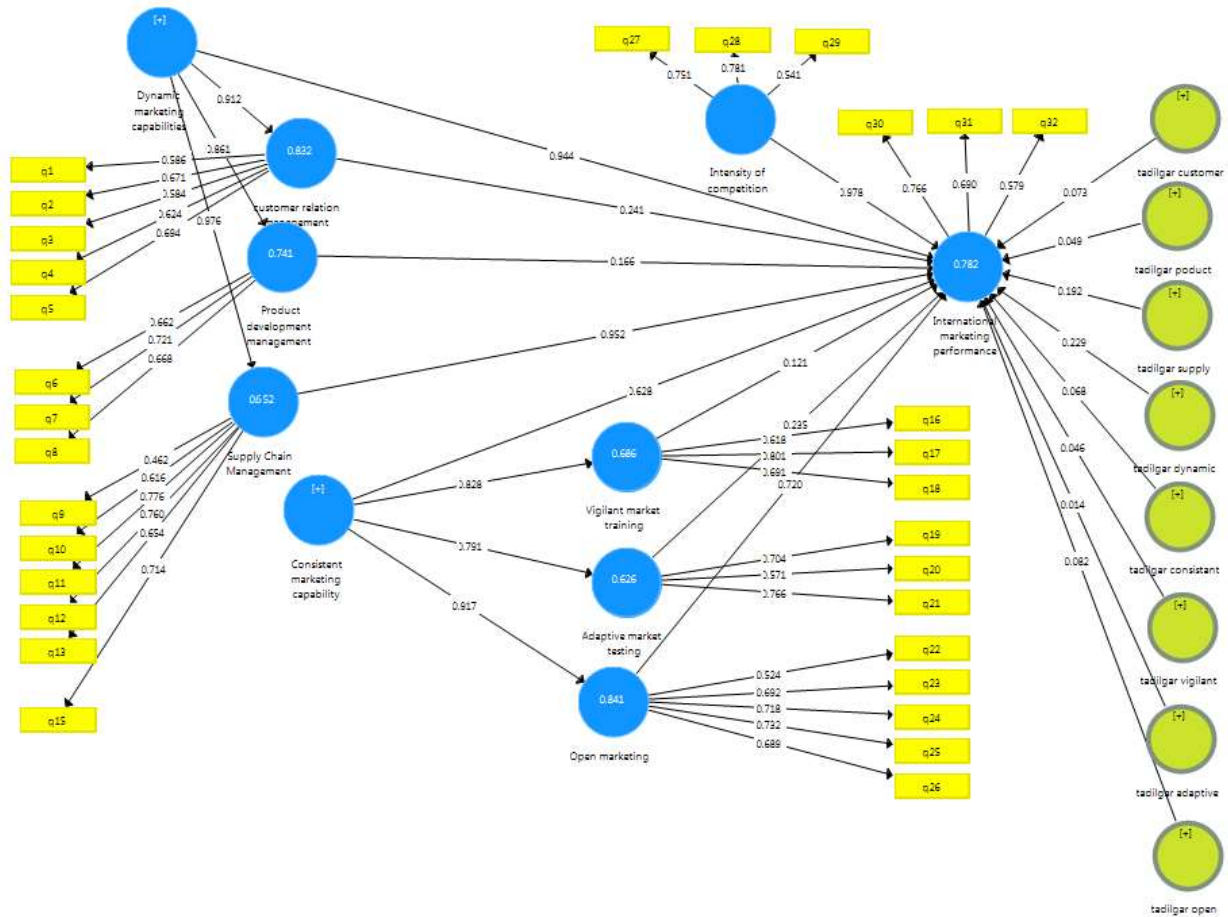 [+]
Dynamic
marketing
capabilities
0.912
0.861
0.976
0.944
0.832
customer relation
management
0.586
0.671
0.584
0.624
0.694
q1
q2
q3
q4
q5
0.241
0.741
Product
development
management
0.166
0.662
0.721
0.668
q6
q7
q8
0.652
Supply Chain
Management
0.952
0.462
0.616
0.776
0.760
0.654
0.714
q9
q10
q11
q12
q13
q15
[+]
Consistent
marketing
capability
0.628
0.828
0.791
0.917
0.686
Vigilant market
training
0.121
0.618
0.801
0.691
q16
q17
q18
0.626
Adaptive market
testing
0.235
0.704
0.571
0.766
q19
q20
q21
0.841
Open marketing
0.720
0.524
0.692
0.718
0.732
0.689
q22
q23
q24
q25
q26
q27
q28
q29
0.751
0.781
0.541
Intensity of
competition
0.978
q30
q31
q32
0.766
0.690
0.579
0.782
International
marketing
performance
[+]
tadilgar customer
0.073
[+]
tadilgar poduct
0.049
[+]
tadilgar supply
0.192
[+]
tadilgar dynamic
0.229
[+]
tadilgar consistant
0.068
[+]
tadilgar vigilant
0.046
[+]
tadilgar adaptive
0.014
[+]
tadilgar open
0.082